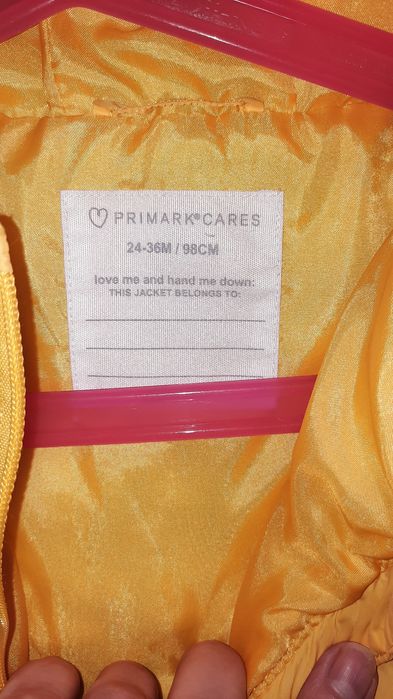 PRIMARK® CARES
24-36M / 98CM
love me and hand me down:
THIS JACKET BELONGS TO: